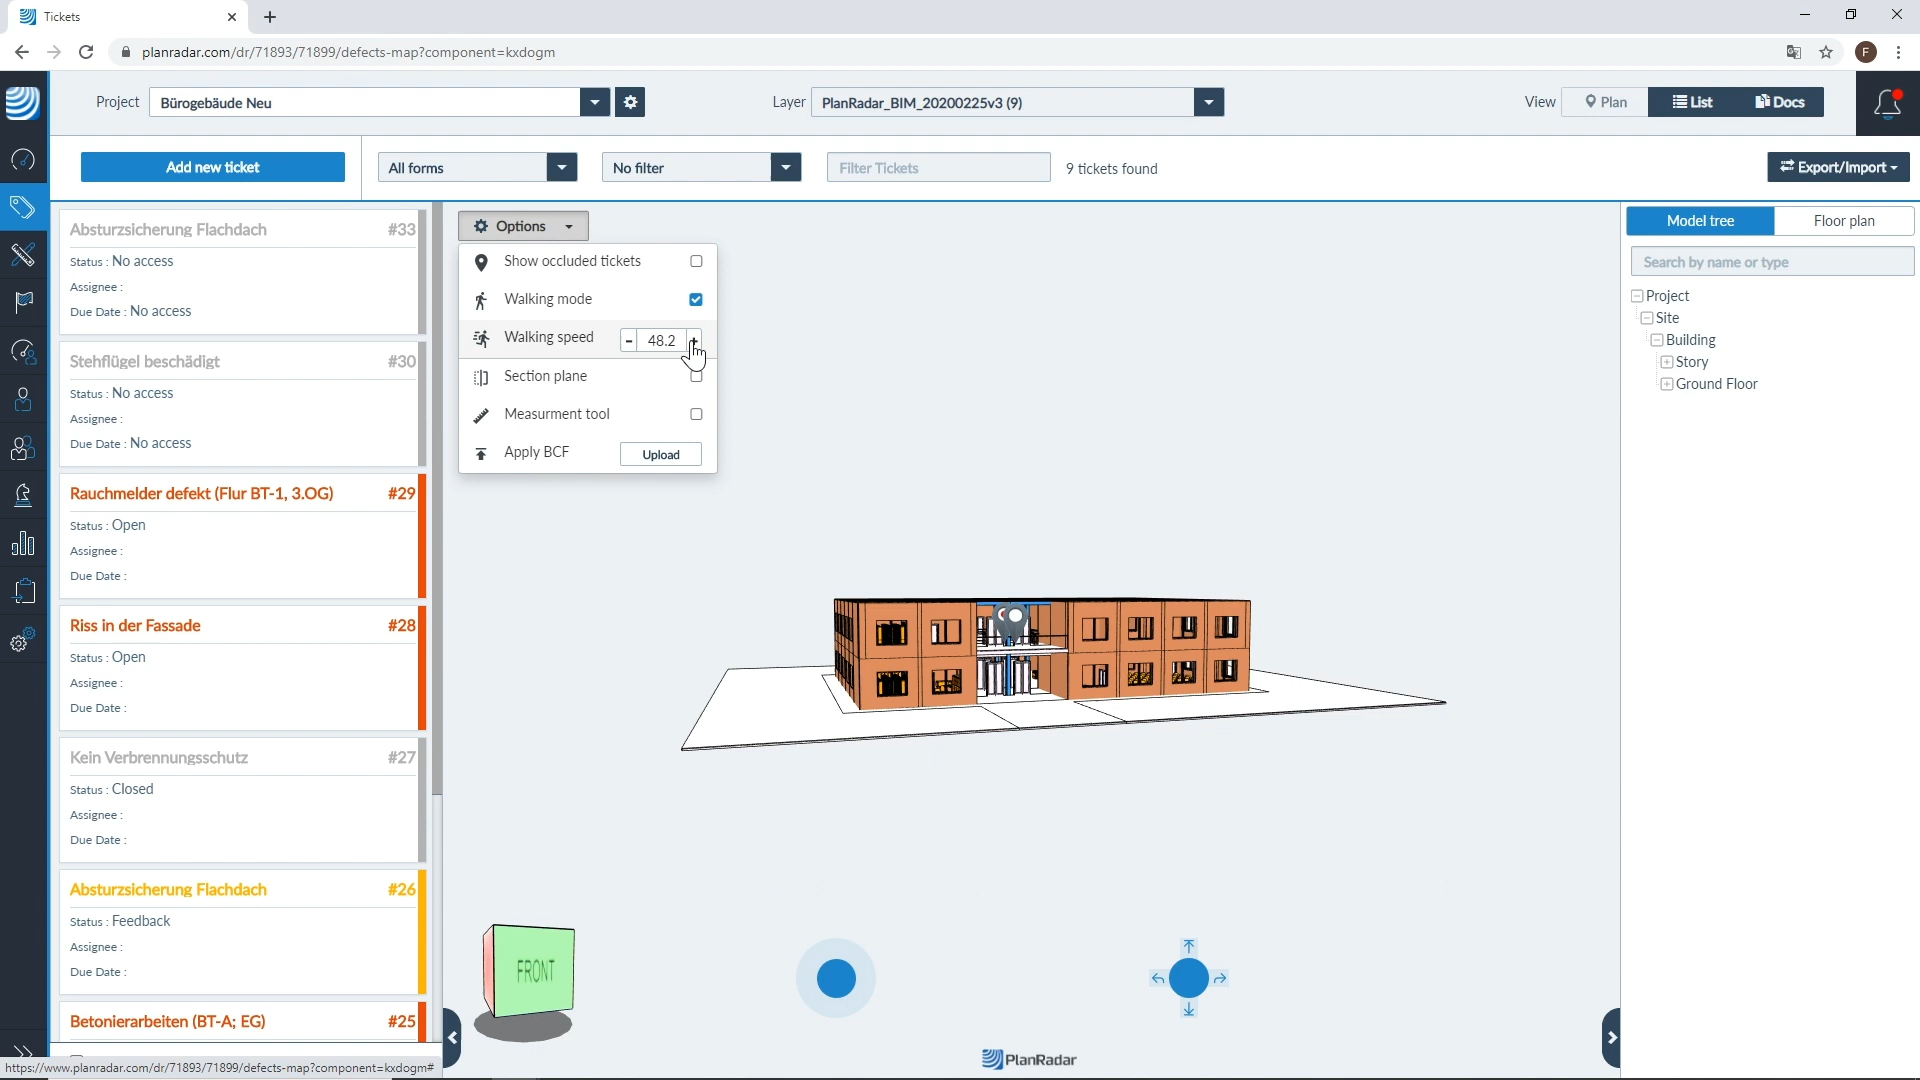 Tickets
planradar.com/dr/71893/71899/defects-map?component=kxdogm
F
Project
Bürogebäude Neu
Layer
PlanRadar_BIM_20200225v3 (9)
View
Plan
List
Docs
Add new ticket
All forms
No filter
Filter Tickets
9 tickets found
Export/Import
Absturzsicherung Flachdach #33
Status : No access
Assignee :
Due Date : No access
Stehflügel beschädigt #30
Status : No access
Assignee :
Due Date : No access
Rauchmelder defekt (Flur BT-1, 3.OG) #29
Status : Open
Assignee :
Due Date :
Riss in der Fassade #28
Status : Open
Assignee :
Due Date :
Kein Verbrennungsschutz #27
Status : Closed
Assignee :
Due Date :
Absturzsicherung Flachdach #26
Status : Feedback
Assignee :
Due Date :
Betonierarbeiten (BT-A; EG) #25
https://www.planradar.com/dr/71893/71899/defects-map?component=kxdogm#
Options
Show occluded tickets
Walking mode
Walking speed - 48.2 +
Section plane
Measurment tool
Apply BCF Upload
FRONT
PlanRadar
Model tree
Floor plan
Search by name or type
Project
Site
Building
Story
Ground Floor